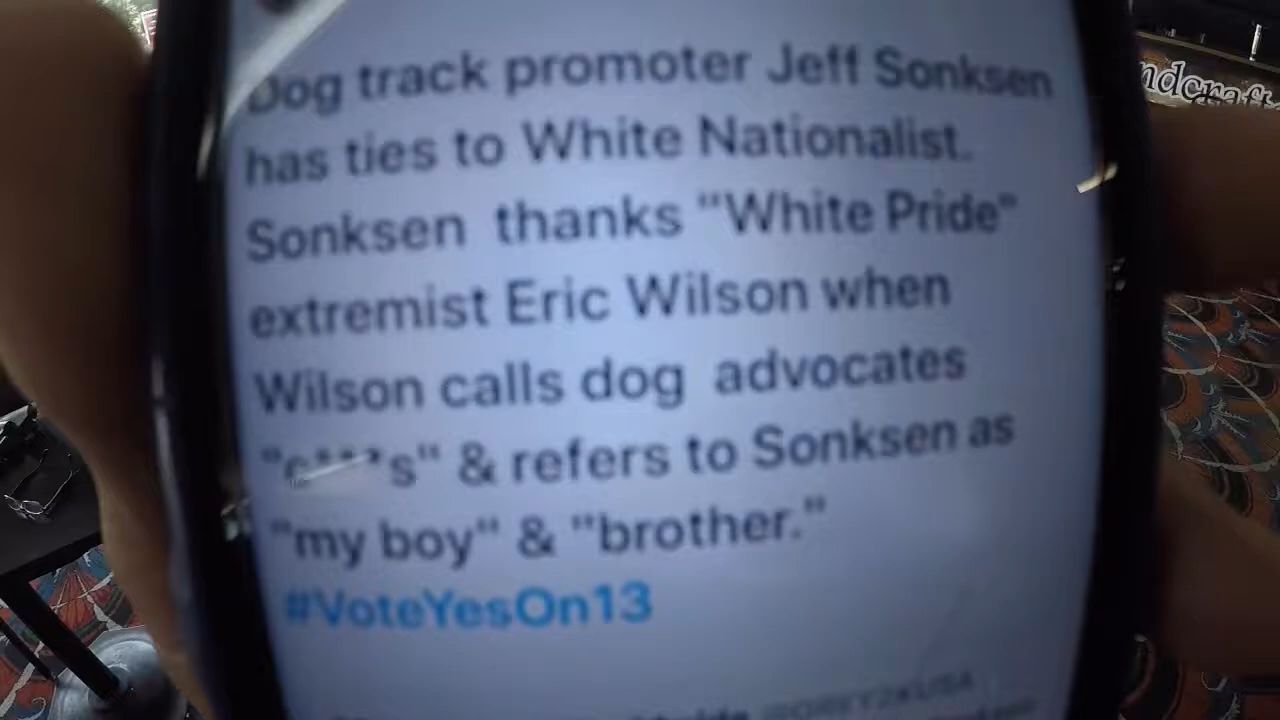 Dog track promoter Jeff Sonksen
has ties to White Nationalist.
Sonksen thanks "White Pride"
extremist Eric Wilson when
Wilson calls dog advocates
"c***s" & refers to Sonksen as
"my boy" & "brother."
#VoteYesOn13